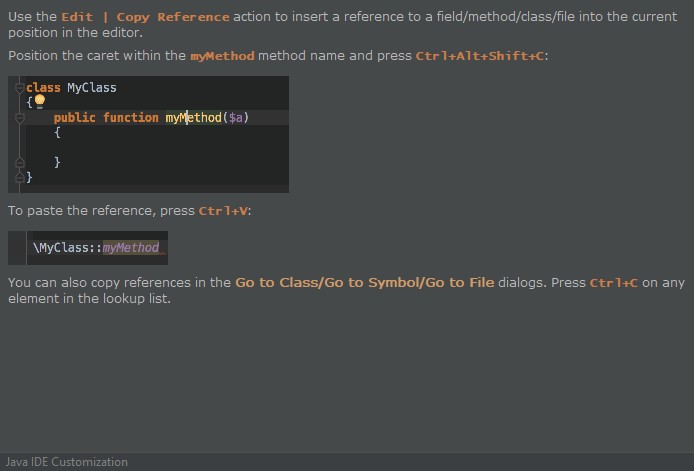 Use the Edit | Copy Reference action to insert a reference to a field/method/class/file into the current
position in the editor.
Position the caret within the myMethod method name and press Ctrl+Alt+Shift+C:
class MyClass
{
public function myMethod($a)
{
}
}
To paste the reference, press Ctrl+V:
\MyClass::myMethod
You can also copy references in the Go to Class/Go to Symbol/Go to File dialogs. Press Ctrl+C on any
element in the lookup list.
Java IDE Customization